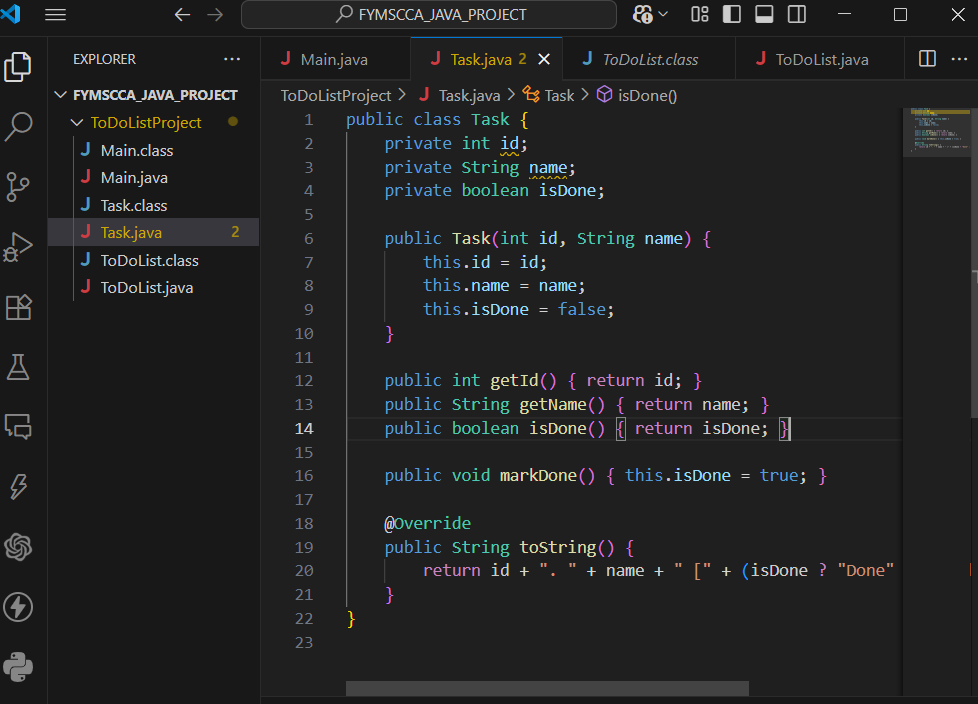 FYMSCCA_JAVA_PROJECT
EXPLORER
Main.java
Task.java 2
ToDoList.class
ToDoList.java
FYMSCCA_JAVA_PROJECT
ToDoListProject
Main.class
Main.java
Task.class
Task.java 2
ToDoList.class
ToDoList.java
ToDoListProject > Task.java > Task > isDone()
1 public class Task {
2 private int id;
3 private String name;
4 private boolean isDone;
5
6 public Task(int id, String name) {
7 this.id = id;
8 this.name = name;
9 this.isDone = false;
10 }
11
12 public int getId() { return id; }
13 public String getName() { return name; }
14 public boolean isDone() { return isDone; }
15
16 public void markDone() { this.isDone = true; }
17
18 @Override
19 public String toString() {
20 return id + ". " + name + " [" + (isDone ? "Done"
21 }
22 }
23